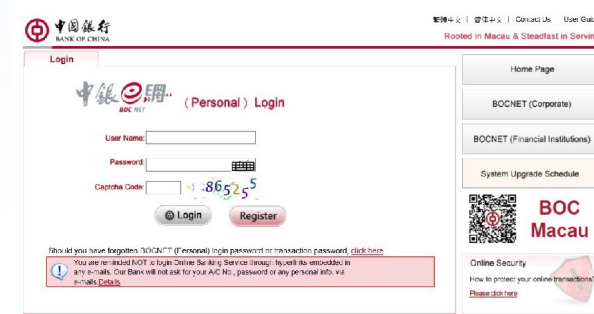 繁體中文 | 简体中文 | Contact Us User Gui
中国银行
BANK OF CHINA
Rooted in Macau & Steadfast in Servin
Login
中銀e網
BOC NET
(Personal) Login
User Name:
Password:
Captcha Code:
Login
Register
Should you have forgotten BOCNET (Personal) login password or transaction password, click here
You are reminded NOT to login Online Banking Service through hyperlinks embedded in
any e-mails. Our Bank will not ask for your A/C No., password or any personal info. via
e-mails.Details
Home Page
BOCNET (Corporate)
BOCNET (Financial Institutions)
System Upgrade Schedule
BOC
Macau
Online Security
How to protect your online transactions?
Please click here